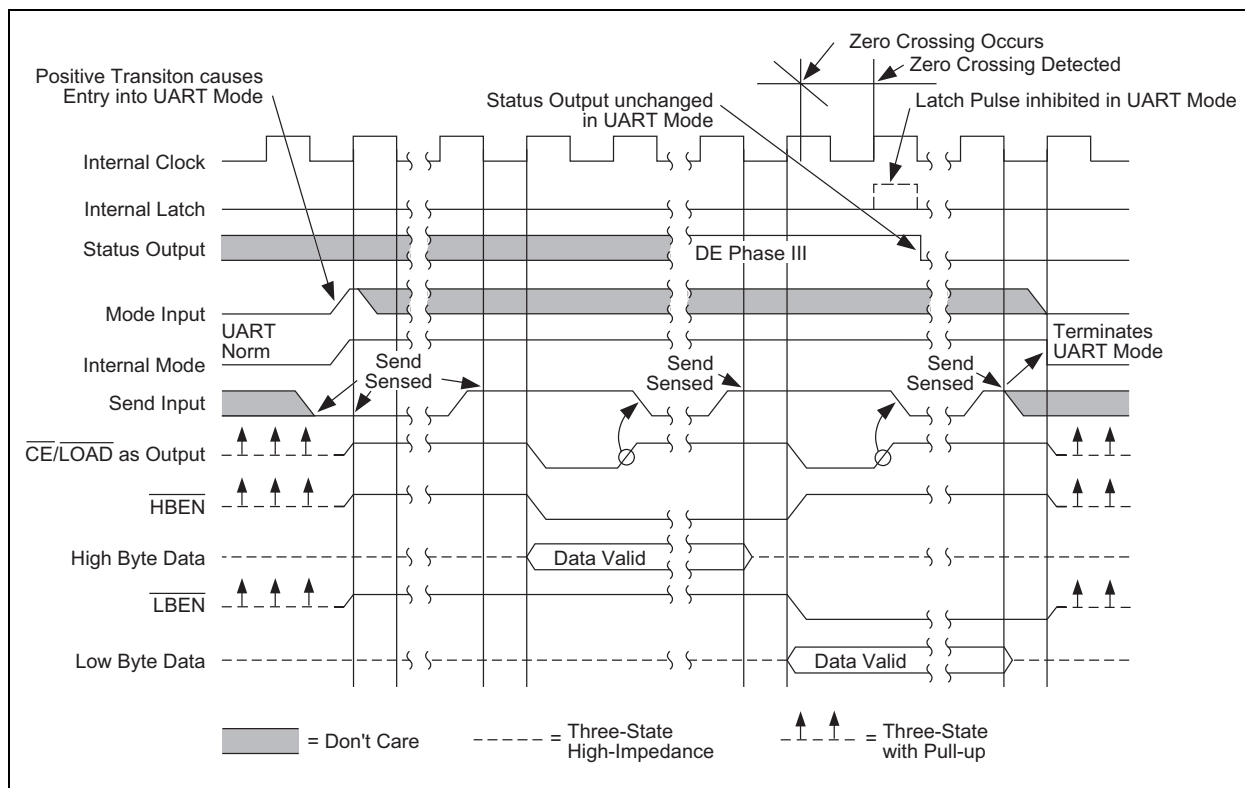 Zero Crossing Occurs
Zero Crossing Detected
Positive Transiton causes
Entry into UART Mode
Status Output unchanged
in UART Mode
Latch Pulse inhibited in UART Mode
Internal Clock
Internal Latch
Status Output
DE Phase III
Mode Input
UART
Norm
Terminates
UART Mode
Internal Mode
Send
Sensed
Send
Sensed
Send
Sensed
Send Input
CE/LOAD as Output
HBEN
High Byte Data
Data Valid
LBEN
Low Byte Data
Data Valid
= Don't Care
= Three-State
High-Impedance
= Three-State
with Pull-up